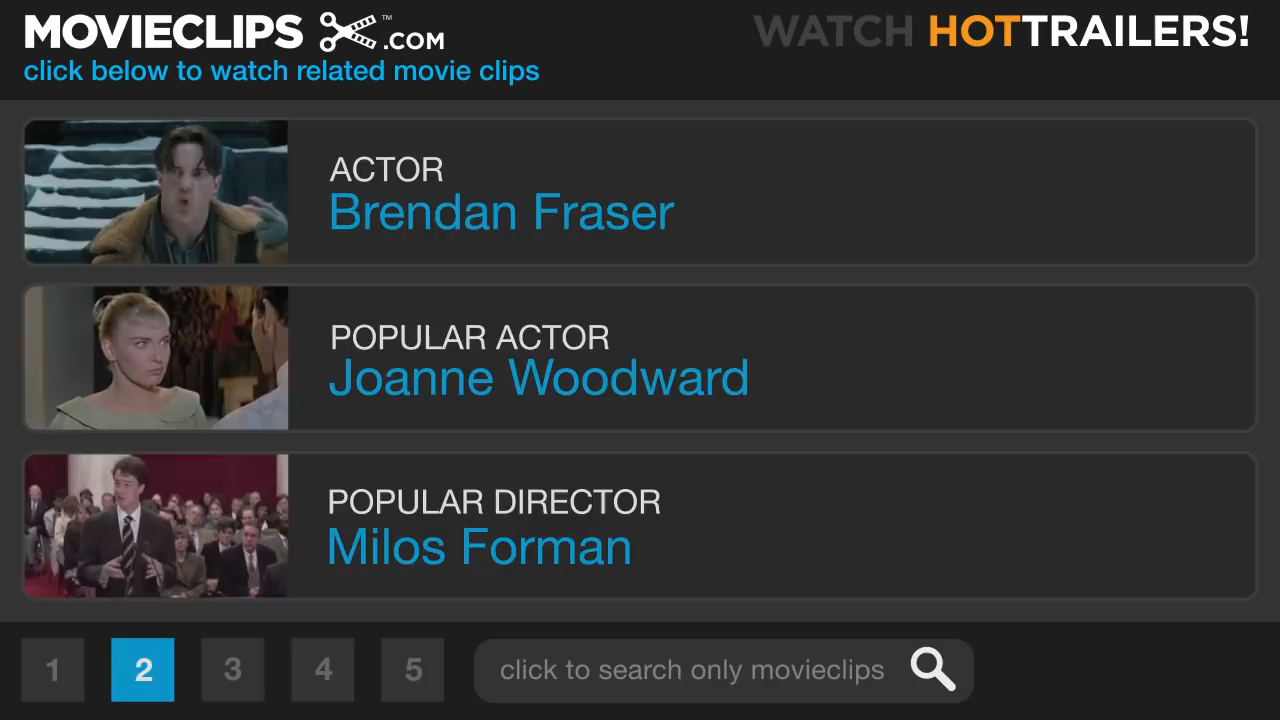 MOVIECLIPS ™.COM
WATCH HOTTRAILERS!
click below to watch related movie clips
ACTOR
Brendan Fraser
POPULAR ACTOR
Joanne Woodward
POPULAR DIRECTOR
Milos Forman
1 2 3 4 5 click to search only movieclips